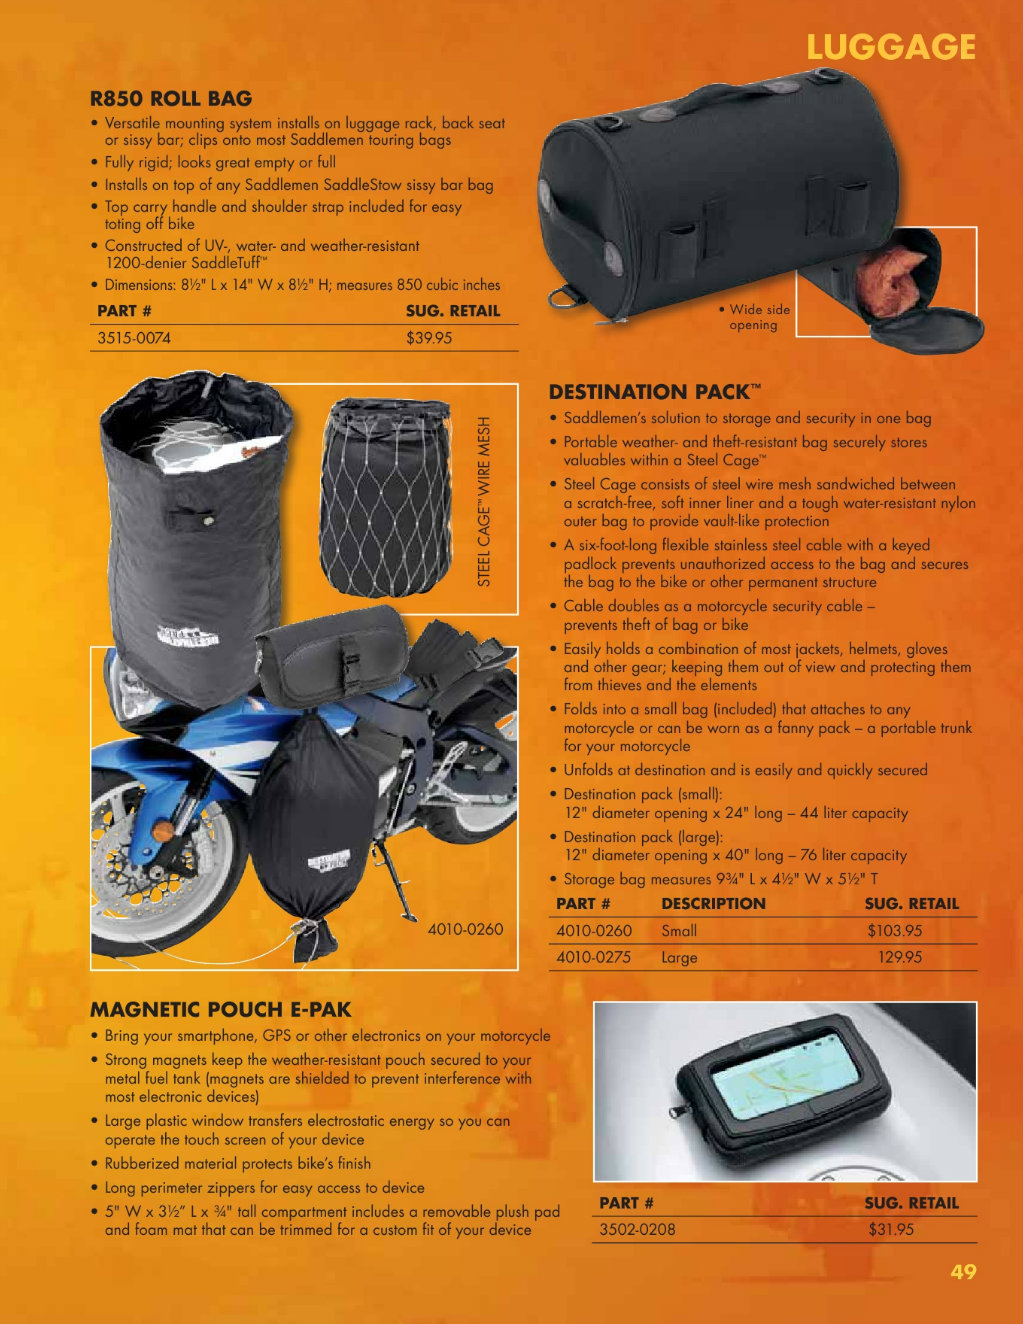 LUGGAGE
R850 ROLL BAG
• Versatile mounting system installs on luggage rack, back seat
or sissy bar; clips onto most Saddlemen touring bags
• Fully rigid; looks great empty or full
• Installs on top of any Saddlemen SaddleStow sissy bar bag
• Top carry handle and shoulder strap included for easy
toting off bike
• Constructed of UV-, water- and weather-resistant
1200-denier SaddleTuff™
• Dimensions: 8½" L x 14" W x 8½" H; measures 850 cubic inches
PART # SUG. RETAIL
3515-0074 $39.95
• Wide side
opening
STEEL CAGE™ WIRE MESH
DESTINATION
PACK
4010-0260
DESTINATION PACK™
• Saddlemen's solution to storage and security in one bag
• Portable weather- and theft-resistant bag securely stores
valuables within a Steel Cage™
• Steel Cage consists of steel wire mesh sandwiched between
a scratch-free, soft inner liner and a tough water-resistant nylon
outer bag to provide vault-like protection
• A six-foot-long flexible stainless steel cable with a keyed
padlock prevents unauthorized access to the bag and secures
the bag to the bike or other permanent structure
• Cable doubles as a motorcycle security cable –
prevents theft of bag or bike
• Easily holds a combination of most jackets, helmets, gloves
and other gear; keeping them out of view and protecting them
from thieves and the elements
• Folds into a small bag (included) that attaches to any
motorcycle or can be worn as a fanny pack – a portable trunk
for your motorcycle
• Unfolds at destination and is easily and quickly secured
• Destination pack (small):
12" diameter opening x 24" long – 44 liter capacity
• Destination pack (large):
12" diameter opening x 40" long – 76 liter capacity
• Storage bag measures 9¾" L x 4½" W x 5½" T
PART # DESCRIPTION SUG. RETAIL
4010-0260 Small $103.95
4010-0275 Large 129.95
MAGNETIC POUCH E-PAK
• Bring your smartphone, GPS or other electronics on your motorcycle
• Strong magnets keep the weather-resistant pouch secured to your
metal fuel tank (magnets are shielded to prevent interference with
most electronic devices)
• Large plastic window transfers electrostatic energy so you can
operate the touch screen of your device
• Rubberized material protects bike's finish
• Long perimeter zippers for easy access to device
• 5" W x 3½” L x ¾" tall compartment includes a removable plush pad
and foam mat that can be trimmed for a custom fit of your device
PART # SUG. RETAIL
3502-0208 $31.95
49